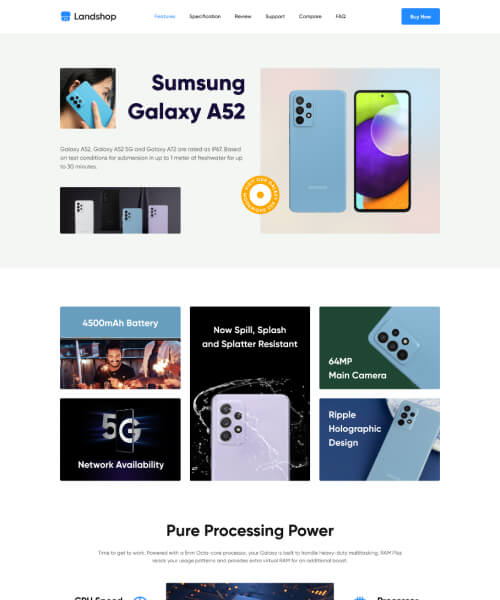 Landshop
Features Specification Review Support Compare FAQ
Buy Now
Sumsung
Galaxy A52
Galaxy A52, Galaxy A52 5G and Galaxy A72 are rated as IP67. Based
on test conditions for submersion in up to 1 meter of freshwater for up
to 30 minutes.
SAMSUNG
4500mAh Battery
Now Spill, Splash
and Splatter Resistant
64MP
Main Camera
5G
Network Availability
Ripple
Holographic
Design
Pure Processing Power
Time to get to work. Powered with a 8nm Octa-core processor, your Galaxy is built to handle heavy-duty multitasking. RAM Plus
reads your usage patterns and provides extra virtual RAM for an additional boost.
CPU Speed
Processor